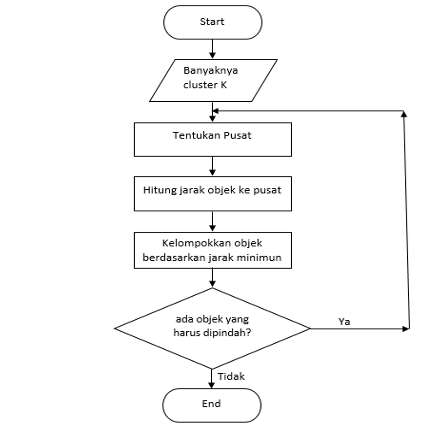 Start
Banyaknya
cluster K
Tentukan Pusat
Hitung jarak objek ke pusat
Kelompokkan objek
berdasarkan jarak minimun
ada objek yang
harus dipindah?
Ya
Tidak
End